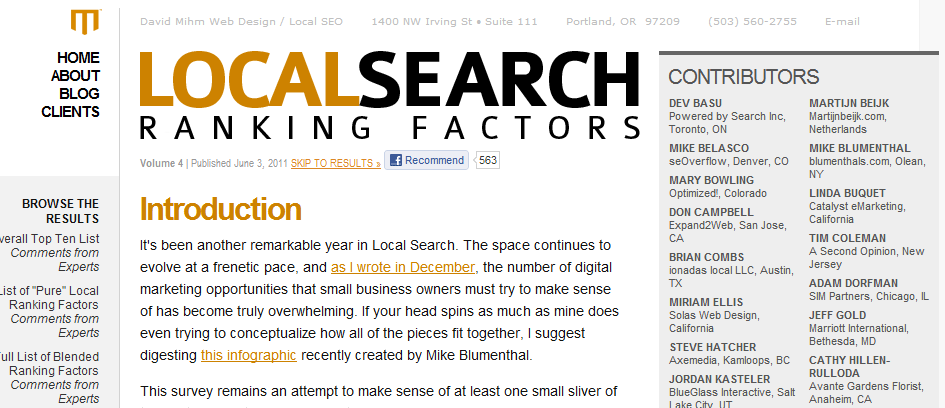 David Mihm Web Design / Local SEO 1400 NW Irving St • Suite 111 Portland, OR 97209 (503) 560-2755 E-mail
HOME
ABOUT
BLOG
CLIENTS
BROWSE THE
RESULTS
verall Top Ten List
Comments from
Experts
List of "Pure" Local
Ranking Factors
Comments from
Experts
Full List of Blended
Ranking Factors
Comments from
Experts
LOCALSEARCH
RANKING FACTORS
Volume 4 | Published June 3, 2011 SKIP TO RESULTS » Recommend 563
Introduction
It's been another remarkable year in Local Search. The space continues to
evolve at a frenetic pace, and as I wrote in December, the number of digital
marketing opportunities that small business owners must try to make sense
of has become truly overwhelming. If your head spins as much as mine does
even trying to conceptualize how all of the pieces fit together, I suggest
digesting this infographic recently created by Mike Blumenthal.
This survey remains an attempt to make sense of at least one small sliver of
CONTRIBUTORS
DEV BASU
Powered by Search Inc,
Toronto, ON
MIKE BELASCO
seOverflow, Denver, CO
MARY BOWLING
Optimized!, Colorado
DON CAMPBELL
Expand2Web, San Jose,
CA
BRIAN COMBS
ionadas local LLC, Austin,
TX
MIRIAM ELLIS
Solas Web Design,
California
STEVE HATCHER
Axemedia, Kamloops, BC
JORDAN KASTELER
BlueGlass Interactive, Salt
Lake City, UT
MARTIJN BEIJK
Martijnbeijk.com,
Netherlands
MIKE BLUMENTHAL
blumenthals.com, Olean,
NY
LINDA BUQUET
Catalyst eMarketing,
California
TIM COLEMAN
A Second Opinion, New
Jersey
ADAM DORFMAN
SIM Partners, Chicago, IL
JEFF GOLD
Marriott International,
Bethesda, MD
CATHY HILLEN-
RULLODA
Avante Gardens Florist,
Anaheim, CA